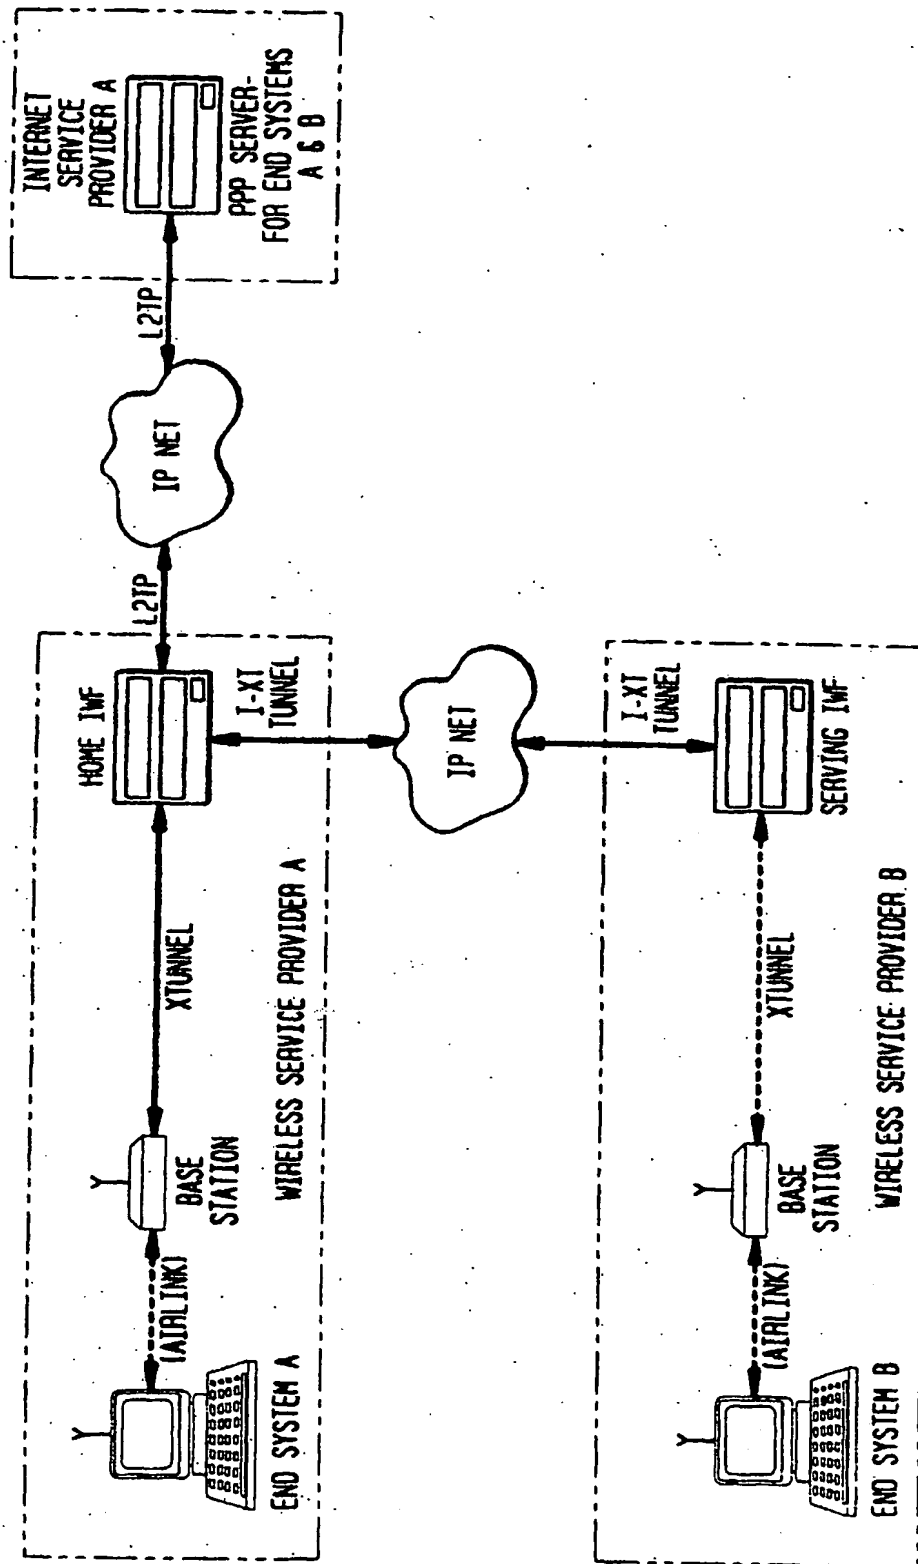 INTERNET
SERVICE
PROVIDER A
PPP SERVER-
FOR END SYSTEMS
A & B
L2TP
IP NET
L2TP
HOME IWF
I-XT
TUNNEL
XTUNNEL
BASE
STATION
(AIRLINK)
END SYSTEM A
WIRELESS SERVICE PROVIDER A
IP NET
I-XT
TUNNEL
SERVING IWF
XTUNNEL
BASE
STATION
(AIRLINK)
END SYSTEM B
WIRELESS SERVICE PROVIDER B